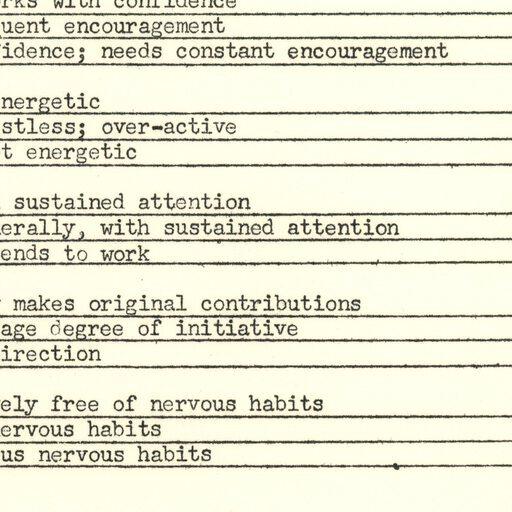 rks with confidence
uent encouragement
idence; needs constant encouragement
nergetic
stless; over-active
t energetic
sustained attention
erally, with sustained attention
ends to work
makes original contributions
age degree of initiative
irection
ely free of nervous habits
ervous habits
us nervous habits